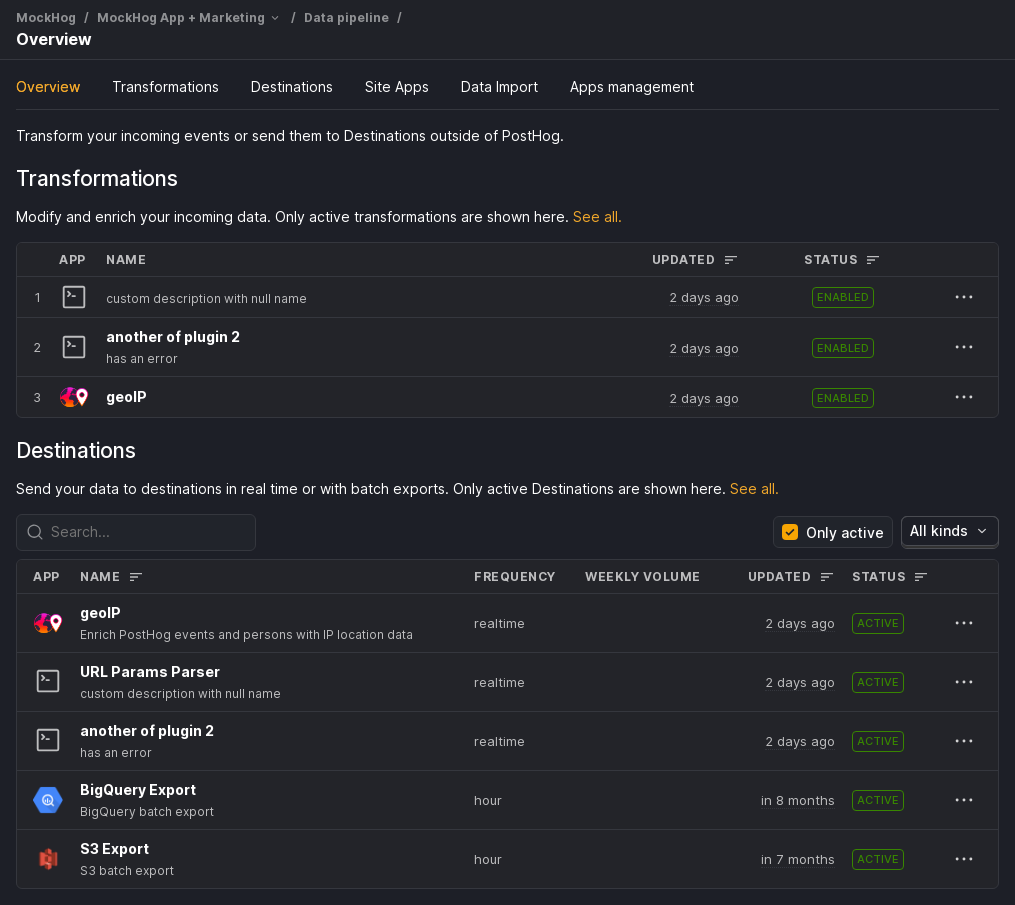 MockHog / MockHog App + Marketing / Data pipeline /
Overview
Overview Transformations Destinations Site Apps Data Import Apps management
Transform your incoming events or send them to Destinations outside of PostHog.
Transformations
Modify and enrich your incoming data. Only active transformations are shown here. See all.
APP NAME UPDATED STATUS
1 custom description with null name 2 days ago ENABLED
2 another of plugin 2 2 days ago ENABLED
has an error
3 geoIP 2 days ago ENABLED
Destinations
Send your data to destinations in real time or with batch exports. Only active Destinations are shown here. See all.
Search... Only active All kinds
APP NAME FREQUENCY WEEKLY VOLUME UPDATED STATUS
geoIP realtime 2 days ago ACTIVE
Enrich PostHog events and persons with IP location data
URL Params Parser realtime 2 days ago ACTIVE
custom description with null name
another of plugin 2 realtime 2 days ago ACTIVE
has an error
BigQuery Export hour in 8 months ACTIVE
BigQuery batch export
S3 Export hour in 7 months ACTIVE
S3 batch export